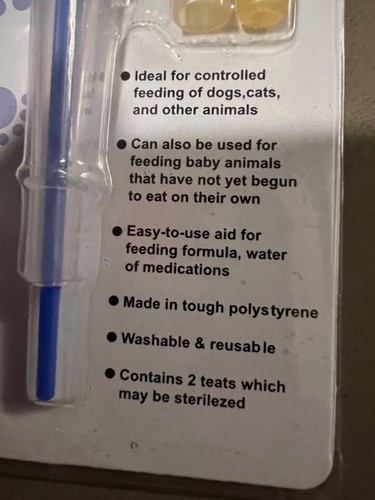 ● Ideal for controlled
feeding of dogs,cats,
and other animals
● Can also be used for
feeding baby animals
that have not yet begun
to eat on their own
● Easy-to-use aid for
feeding formula, water
of medications
● Made in tough polystyrene
● Washable & reusable
● Contains 2 teats which
may be sterilezed